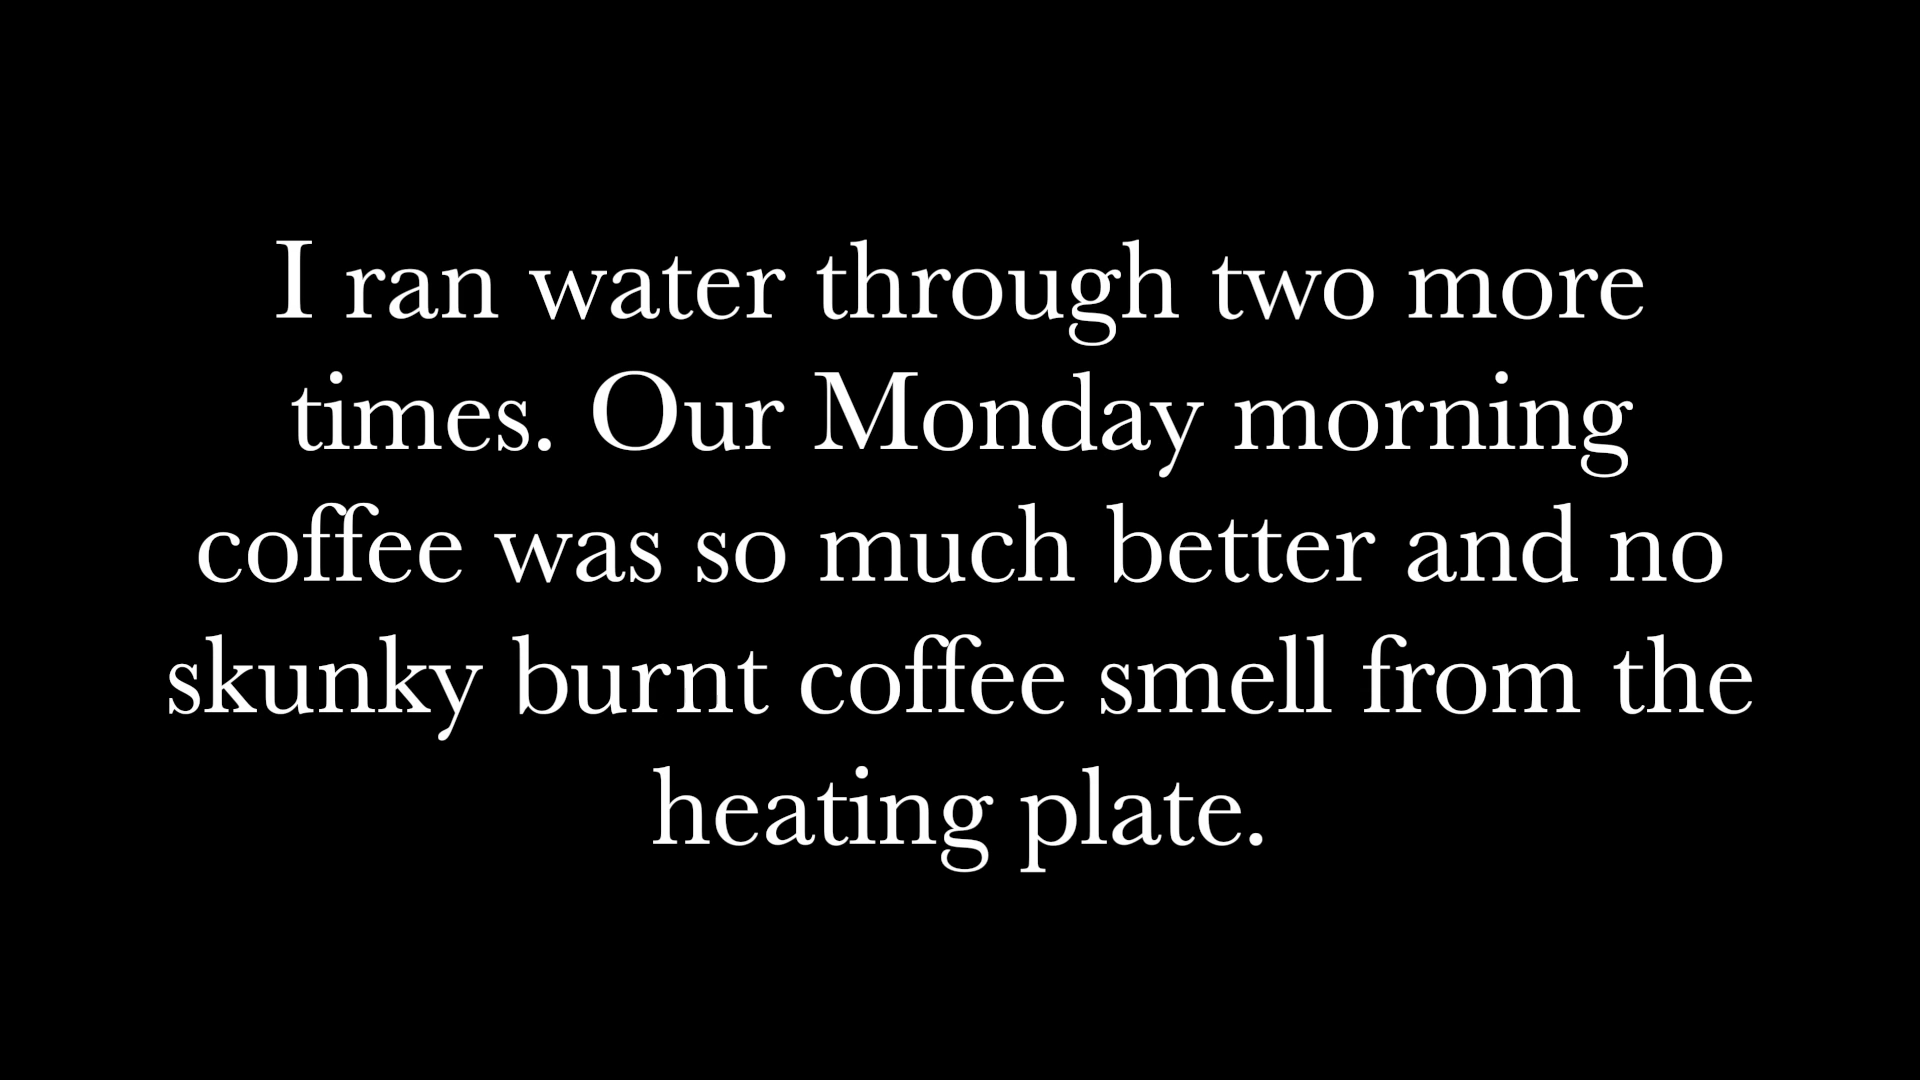 I ran water through two more
times. Our Monday morning
coffee was so much better and no
skunky burnt coffee smell from the
heating plate.